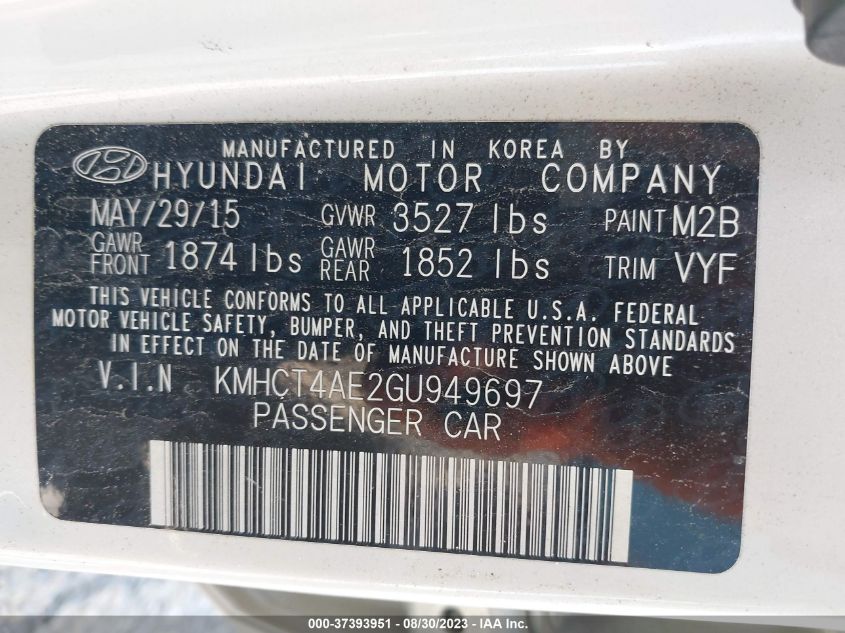 MANUFACTURED IN KOREA BY
HYUNDAI MOTOR COMPANY
MAY/29/15 GVWR 3527 lbs PAINT M2B
GAWR FRONT 1874 lbs GAWR REAR 1852 lbs TRIM VYF
THIS VEHICLE CONFORMS TO ALL APPLICABLE U.S.A. FEDERAL
MOTOR VEHICLE SAFETY, BUMPER, AND THEFT PREVENTION STANDARDS
IN EFFECT ON THE DATE OF MANUFACTURE SHOWN ABOVE
V.I.N KMHCT4AE2GU949697
PASSENGER CAR
000-37393951 - 08/30/2023 - Copyright © IAA Inc.